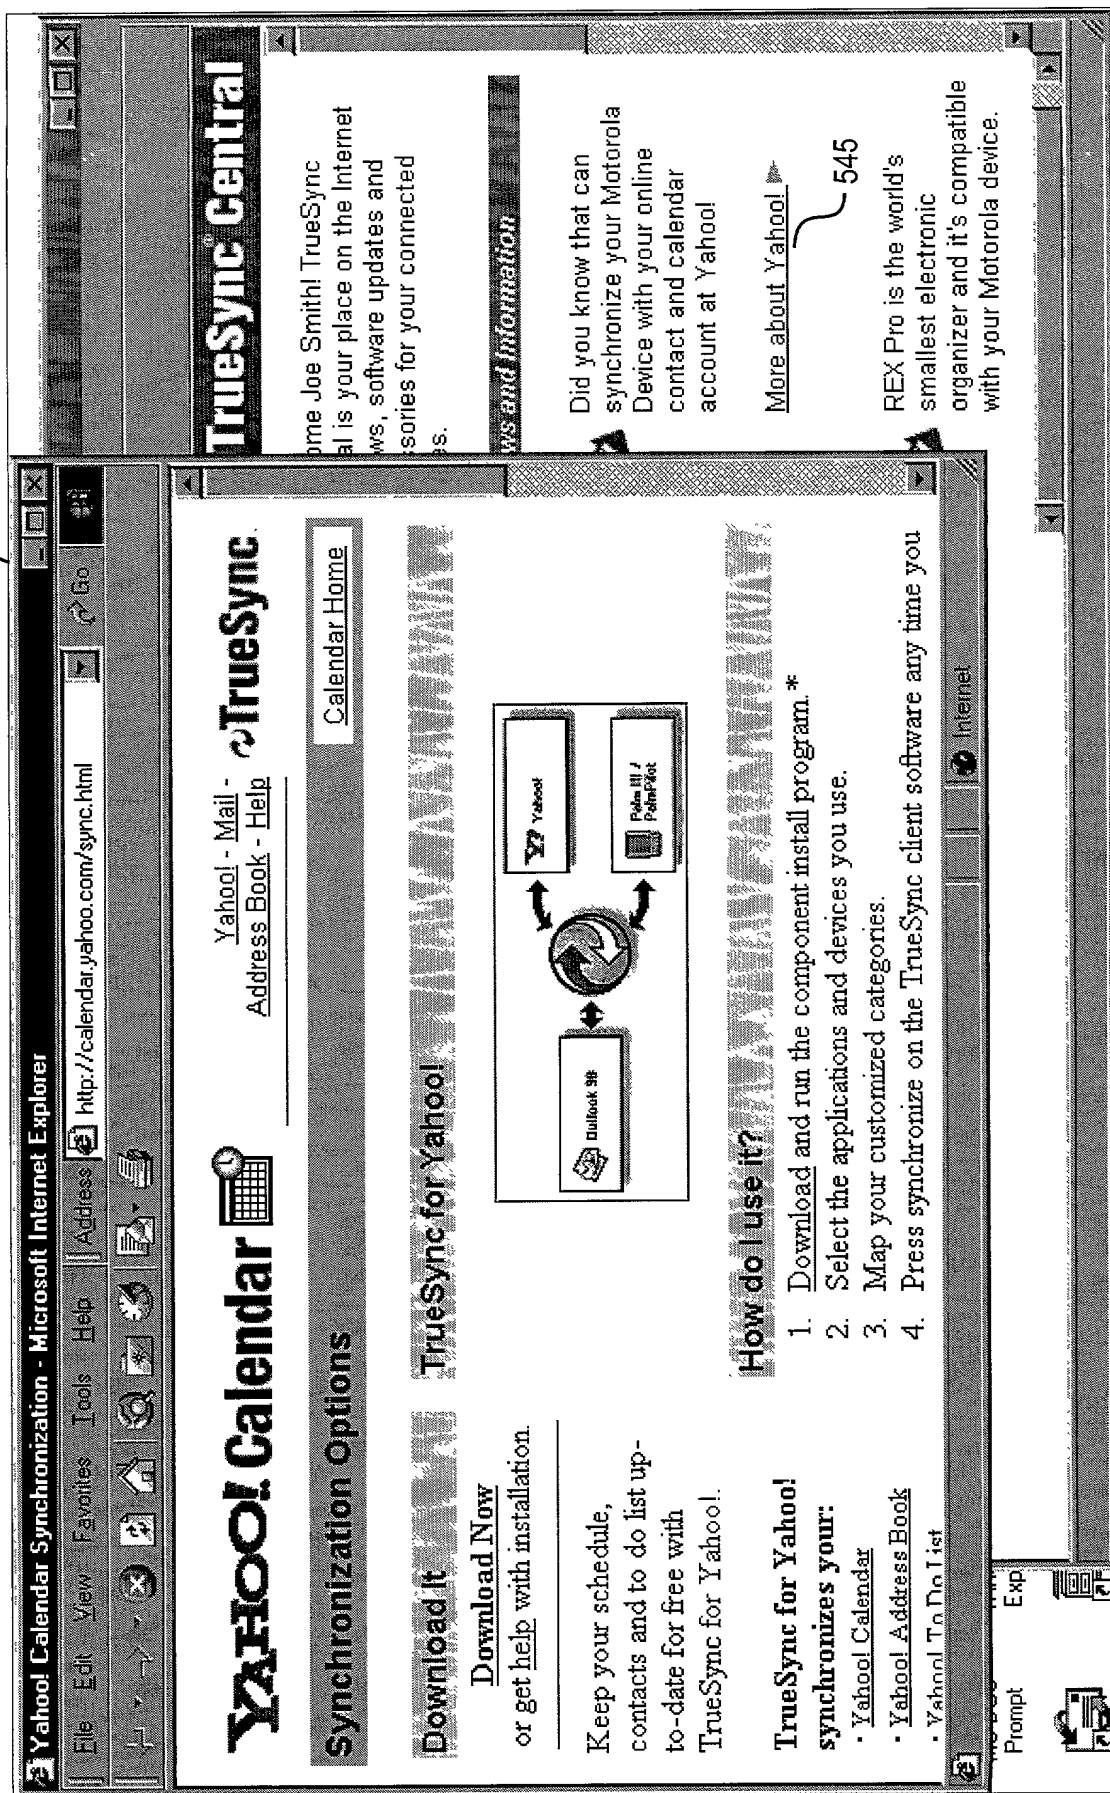 Yahoo! Calendar Synchronization - Microsoft Internet Explorer
File Edit View Favorites Tools Help Address http://calendar.yahoo.com/sync.html Go
YAHOO! Calendar
Yahoo! - Mail -
Address Book - Help
TrueSync
Synchronization Options
Calendar Home
Download It
Download Now
or get help with installation
Keep your schedule,
contacts and to do list up-
to-date for free with
TrueSync for Yahoo!.
TrueSync for Yahoo!
synchronizes your:
· Yahoo! Calendar
· Yahoo! Address Book
· Yahoo! To Do List
TrueSync for Yahoo!
Outlook 98
Y? Yahoo!
Palm III /
PalmPilot
How do I use it?
1. Download and run the component install program. *
2. Select the applications and devices you use.
3. Map your customized categories.
4. Press synchronize on the TrueSync client software any time you
Internet
TrueSync Central
ome Joe Smith! TrueSync
al is your place on the Internet
ws, software updates and
ssories for your connected
es.
ws and information
Did you know that can
synchronize your Motorola
Device with your online
contact and calendar
account at Yahoo!
More about Yahoo!
545
REX Pro is the world's
smallest electronic
organizer and it's compatible
with your Motorola device.
Prompt
Exp